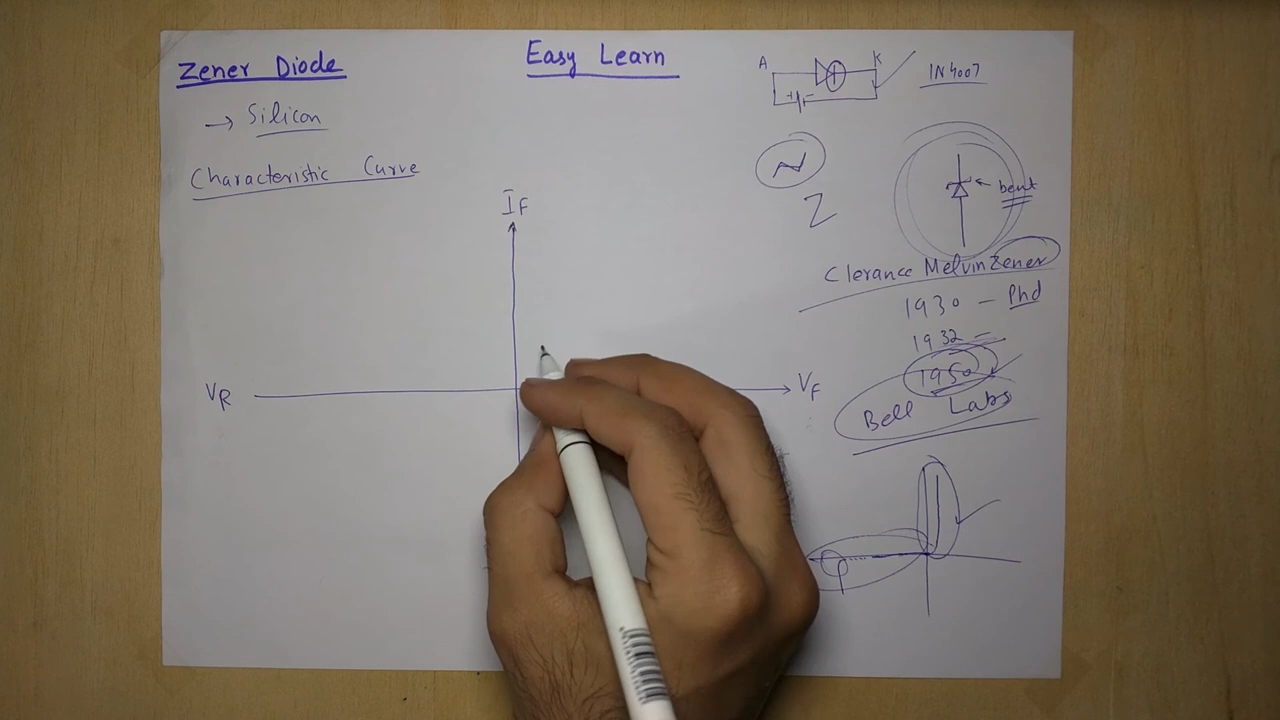 Zener Diode
Easy Learn
→ Silicon
Characteristic Curve
A
K
+ -
1N4007
N
Z
bent
Clerance Melvin Zener
1930 - Phd
1932 =
1950
Bell Labs
IF
VR
VF